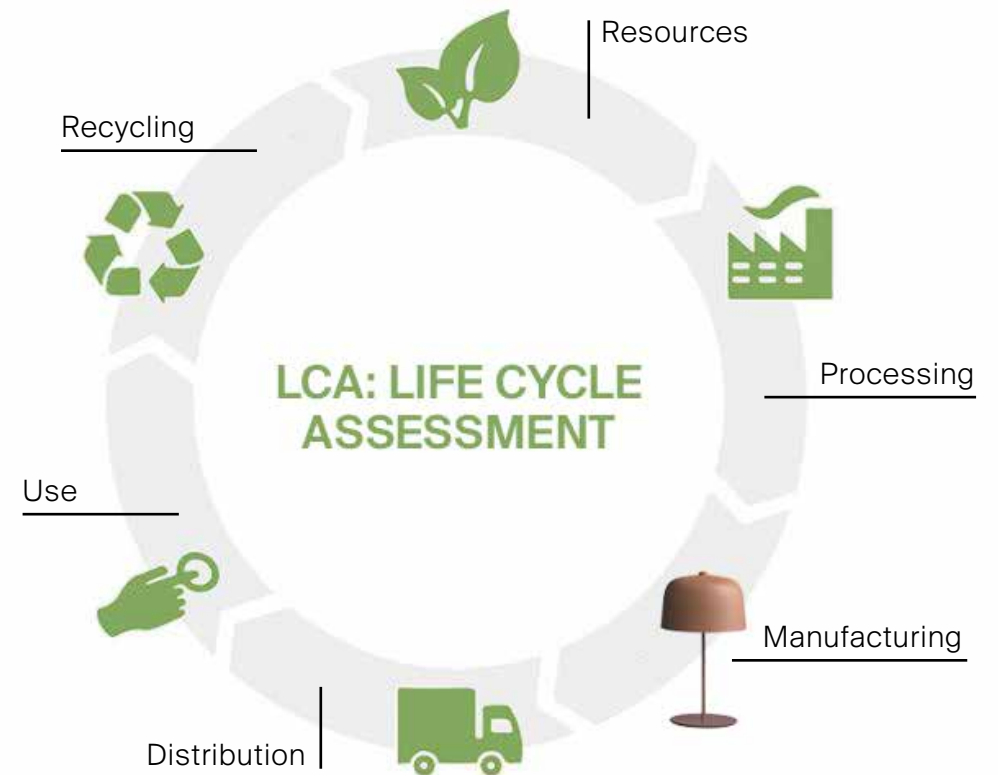 Resources
Recycling
LCA: LIFE CYCLE
ASSESSMENT
Processing
Use
Manufacturing
Distribution